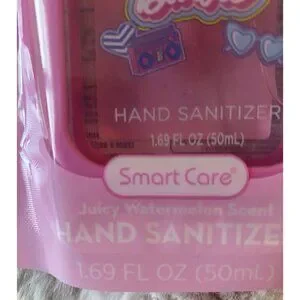 HAND SANITIZER
1.69 FL OZ (50mL)
Smart Care®
Juicy Watermelon Scent
HAND SANITIZE
1.69 FL OZ (50mL)